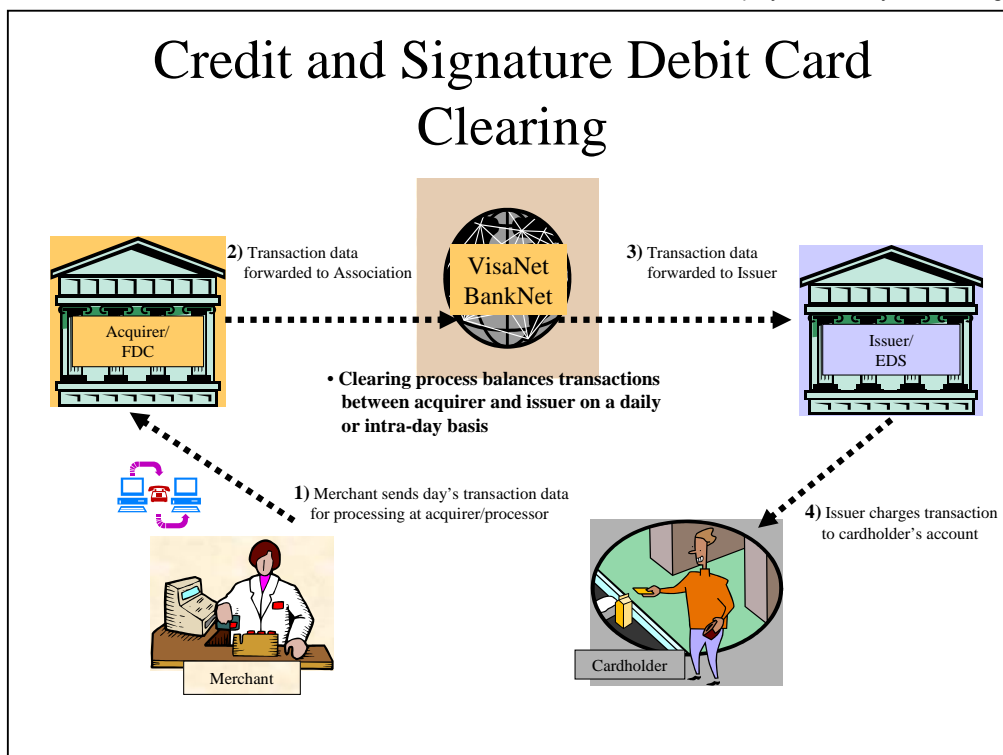 Credit and Signature Debit Card
Clearing
2) Transaction data
forwarded to Association
VisaNet
BankNet
3) Transaction data
forwarded to Issuer
Acquirer/
FDC
Issuer/
EDS
• Clearing process balances transactions
between acquirer and issuer on a daily
or intra-day basis
1) Merchant sends day's transaction data
for processing at acquirer/processor
4) Issuer charges transaction
to cardholder's account
Merchant
Cardholder